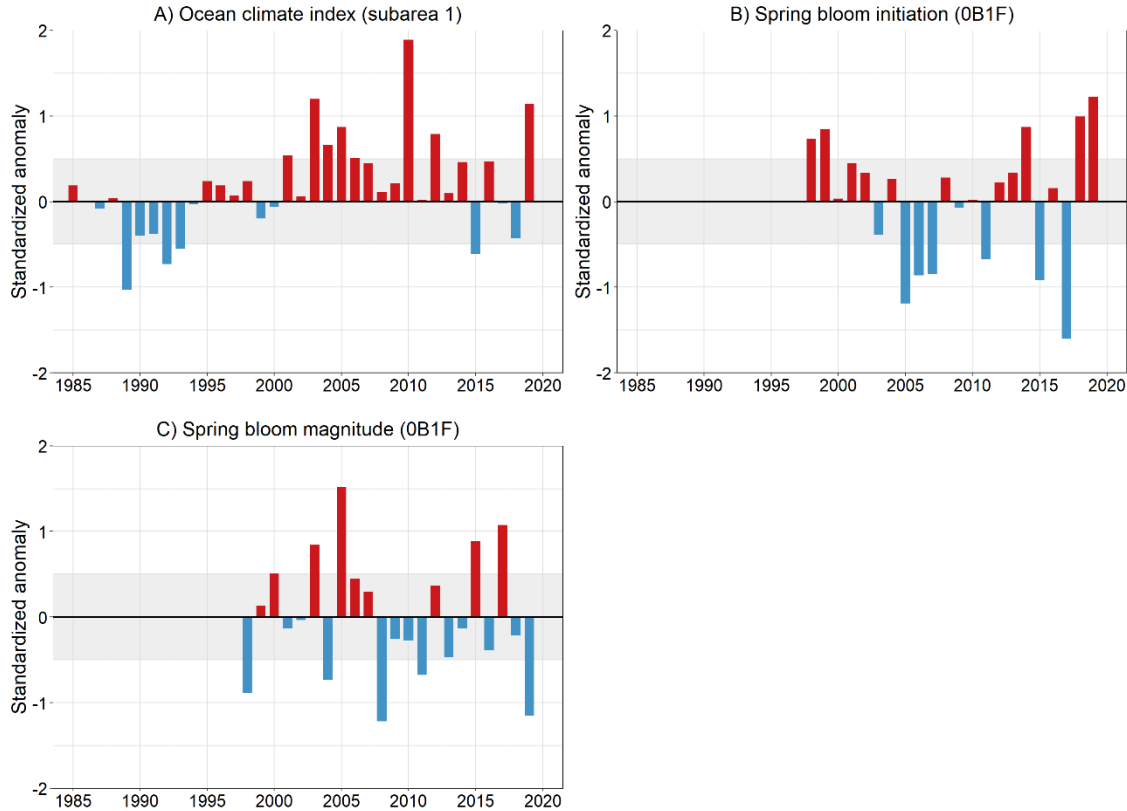 A) Ocean climate index (subarea 1)
Standardized anomaly
2
1
0
-1
-2
1985 1990 1995 2000 2005 2010 2015 2020
B) Spring bloom initiation (0B1F)
Standardized anomaly
2
1
0
-1
-2
1985 1990 1995 2000 2005 2010 2015 2020
C) Spring bloom magnitude (0B1F)
Standardized anomaly
2
1
0
-1
-2
1985 1990 1995 2000 2005 2010 2015 2020